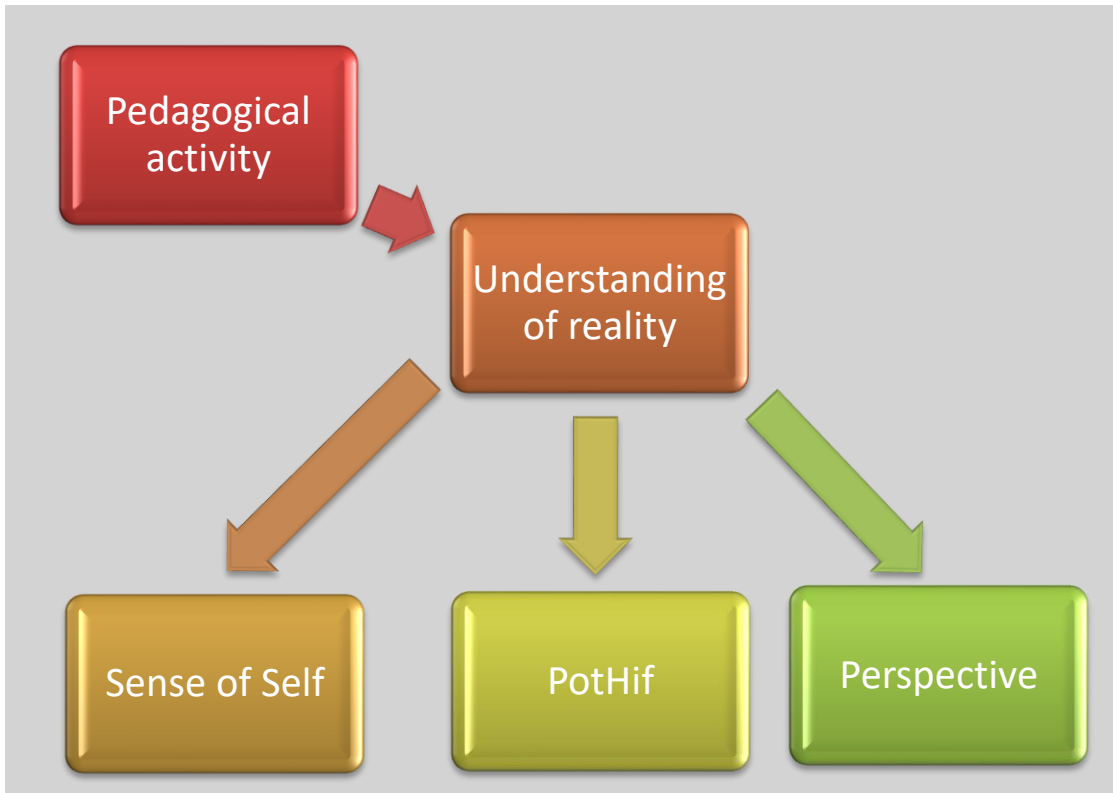 Pedagogical
activity
Understanding
of reality
Sense of Self
PotHif
Perspective